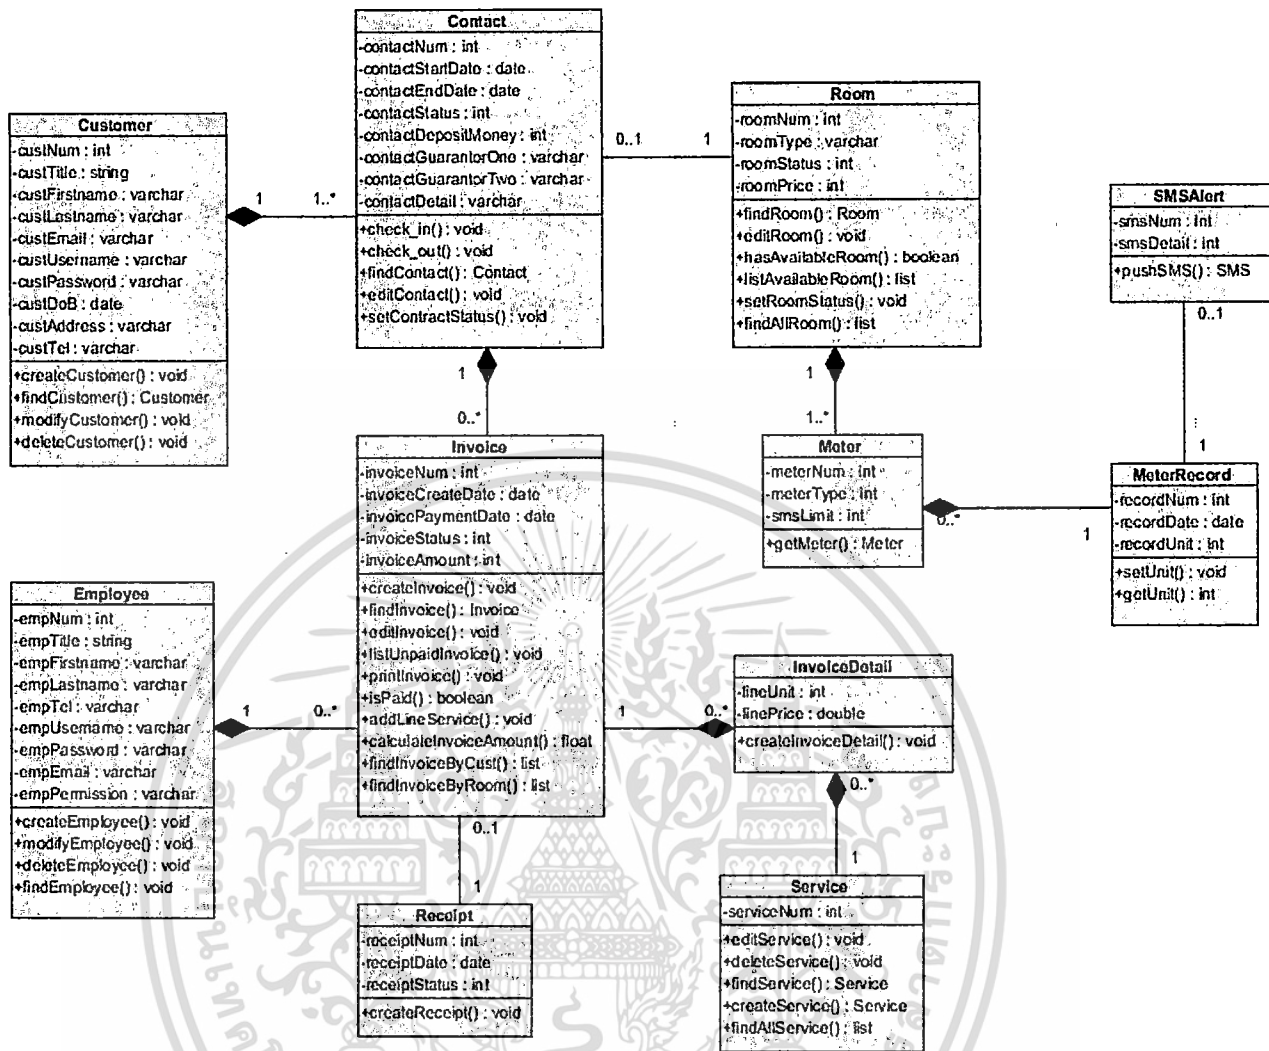 Contact
-contactNum : int
-contactStartDate : date
-contactEndDate : date
-contactStatus : int
-contactDepositMoney : int
-contactGuarantorOne : varchar
-contactGuarantorTwo : varchar
-contactDetail : varchar
+check_in() : void
+check_out() : void
+findContact() : Contact
+editContact() : void
+setContractStatus() : void
Customer
-custNum : int
-custTitle : string
-custFirstname : varchar
-custLastname : varchar
-custEmail : varchar
-custUsername : varchar
-custPassword : varchar
-custDoB : date
-custAddress : varchar
-custTel : varchar
+createCustomer() : void
+findCustomer() : Customer
+modifyCustomer() : void
+deleteCustomer() : void
1
1..*
0..1
1
Room
-roomNum : int
-roomType : varchar
-roomStatus : int
-roomPrice : int
+findRoom() : Room
+editRoom() : void
+hasAvailableRoom() : boolean
+listAvailableRoom() : list
+setRoomStatus() : void
+findAllRoom() : list
SMSAlert
-smsNum : int
-smsDetail : int
+pushSMS() : SMS
0..1
1
1
0..*
1
1..*
Invoice
-invoiceNum : int
-invoiceCreateDate : date
-invoicePaymentDate : date
-invoiceStatus : int
-invoiceAmount : int
+createInvoice() : void
+findInvoice() : Invoice
+editInvoice() : void
+listUnpaidInvoice() : void
+printInvoice() : void
+isPaid() : boolean
+addLineService() : void
+calculateInvoiceAmount() : float
+findInvoiceByCust() : list
+findInvoiceByRoom() : list
Meter
-meterNum : int
-meterType : int
-smsLimit : int
+getMeter() : Meter
0..*
1
MeterRecord
-recordNum : int
-recordDate : date
-recordUnit : int
+setUnit() : void
+getUnit() : int
Employee
-empNum : int
-empTitle : string
-empFirstname : varchar
-empLastname : varchar
-empTel : varchar
-empUsername : varchar
-empPassword : varchar
-empEmail : varchar
-empPermission : varchar
+createEmployee() : void
+modifyEmployee() : void
+deleteEmployee() : void
+findEmployee() : void
1
0..*
1
0..*
InvoiceDetail
-lineUnit : int
-linePrice : double
+createInvoiceDetail() : void
0..*
1
0..1
1
Receipt
-receiptNum : int
-receiptDate : date
-receiptStatus : int
+createReceipt() : void
Service
-serviceNum : int
+editService() : void
+deleteService() : void
+findService() : Service
+createService() : Service
+findAllService() : list